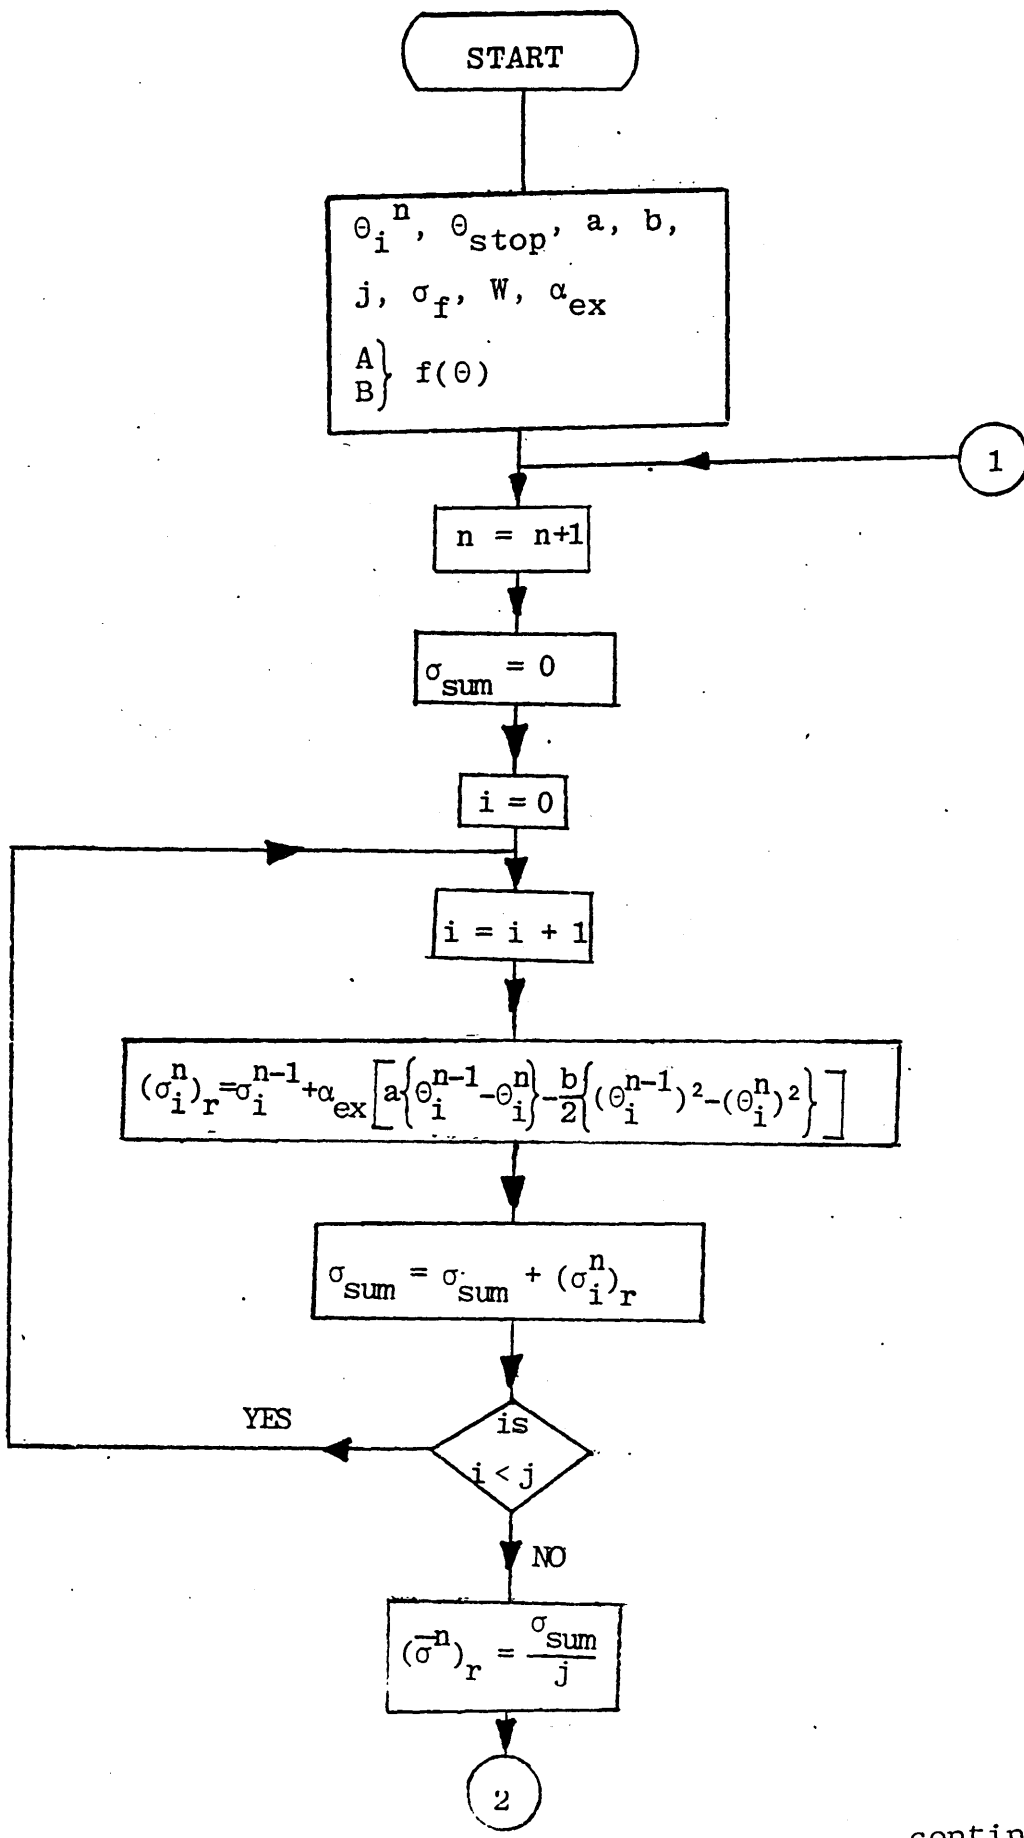 START
θ_i^n, θ_stop, a, b,
j, σ_f, W, α_ex
A
B} f(θ)
1
n = n+1
σ_sum = 0
i = 0
i = i + 1
(σ_i^n)_r=σ_i^{n-1}+α_ex[a{θ_i^{n-1}-θ_i^n}-b/2{(θ_i^{n-1})²-(θ_i^n)²}]
σ_sum = σ_sum + (σ_i^n)_r
YES
is
i < j
NO
(σ̅^n)_r = σ_sum/j
2